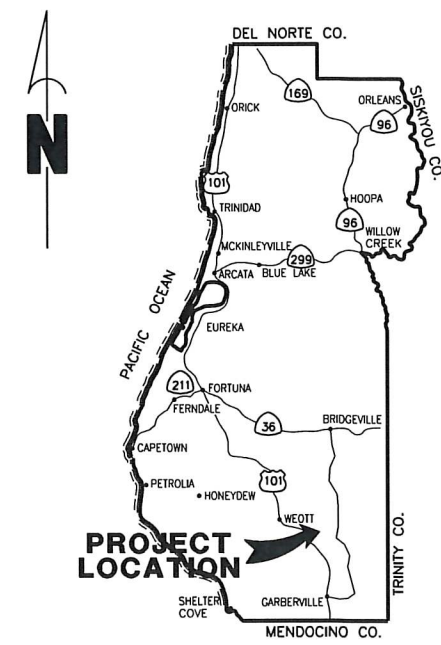 DEL NORTE CO.
N
169
ORLEANS
96
SISKIYOU CO.
ORICK
101
HOOPA
TRINIDAD
96
WILLOW
CREEK
MCKINLEYVILLE
299
ARCATA
BLUE LAKE
PACIFIC OCEAN
EUREKA
211
FORTUNA
FERNDALE
36
BRIDGEVILLE
CAPETOWN
101
PETROLIA
HONEYDEW
WEOTT
PROJECT
LOCATION
TRINITY CO.
SHELTER
COVE
GARBERVILLE
MENDOCINO CO.